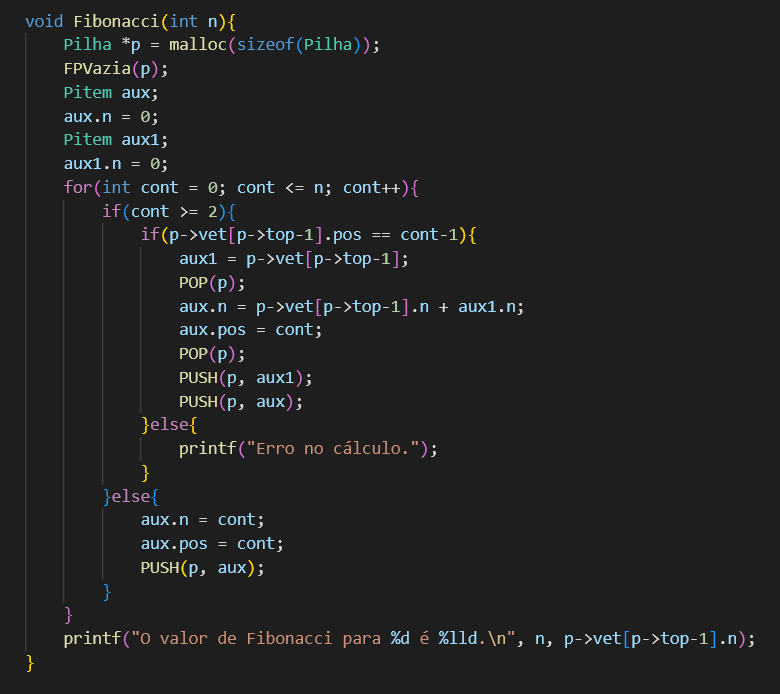 void Fibonacci(int n){
    Pilha *p = malloc(sizeof(Pilha));
    FPVazia(p);
    Pitem aux;
    aux.n = 0;
    Pitem aux1;
    aux1.n = 0;
    for(int cont = 0; cont <= n; cont++){
        if(cont >= 2){
            if(p->vet[p->top-1].pos == cont-1){
                aux1 = p->vet[p->top-1];
                POP(p);
                aux.n = p->vet[p->top-1].n + aux1.n;
                aux.pos = cont;
                POP(p);
                PUSH(p, aux1);
                PUSH(p, aux);
            }else{
                printf("Erro no cálculo.");
            }
        }else{
            aux.n = cont;
            aux.pos = cont;
            PUSH(p, aux);
        }
    }
    printf("O valor de Fibonacci para %d é %lld.\n", n, p->vet[p->top-1].n);
}